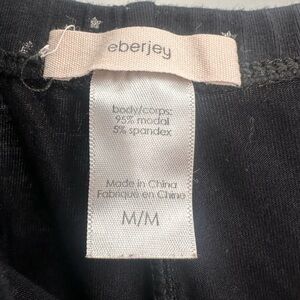 eberjey
body/corps:
95% modal
5% spandex
Made in China
Fabriqué en Chine
M/M